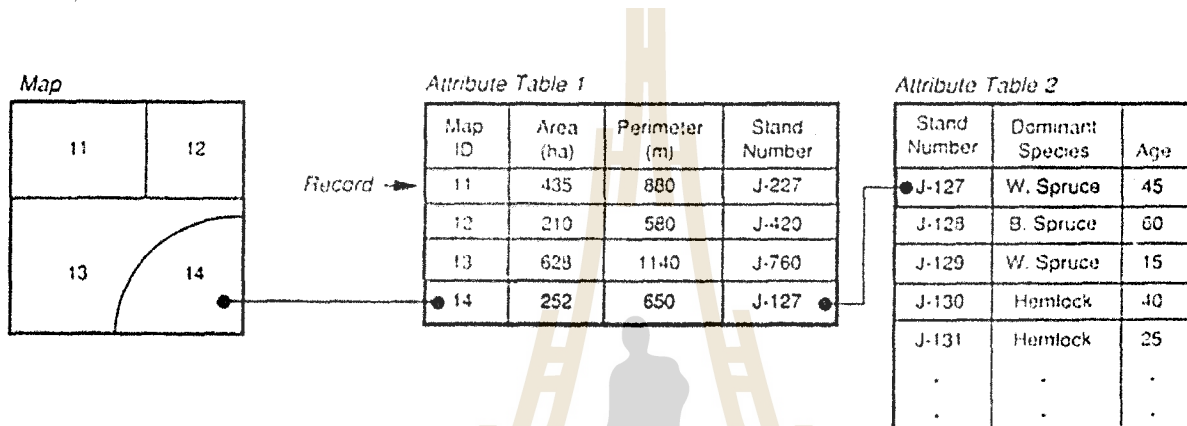 Map
11 12
13 14
Record
Attribute Table 1
Map ID Area (ha) Perimeter (m) Stand Number
11 435 880 J-227
12 210 580 J-420
13 628 1140 J-760
14 252 650 J-127
Attribute Table 2
Stand Number Dominant Species Age
J-127 W. Spruce 45
J-128 B. Spruce 60
J-129 W. Spruce 15
J-130 Hemlock 40
J-131 Hemlock 25
. . .
. . .